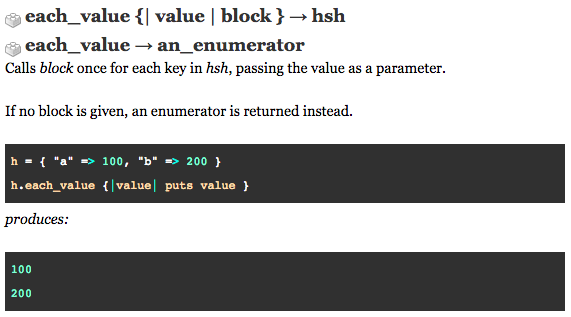 each_value {| value | block } → hsh
each_value → an_enumerator
Calls block once for each key in hsh, passing the value as a parameter.
If no block is given, an enumerator is returned instead.
h = { "a" => 100, "b" => 200 }
h.each_value {|value| puts value }
produces:
100
200